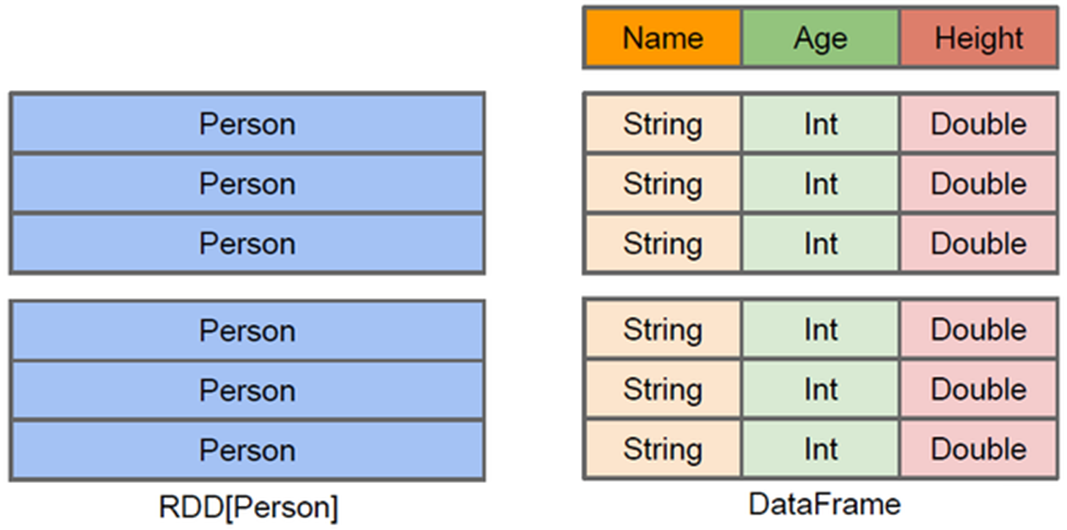 Name Age Height
Person String Int Double
Person String Int Double
Person String Int Double
Person String Int Double
Person String Int Double
Person String Int Double
RDD[Person] DataFrame